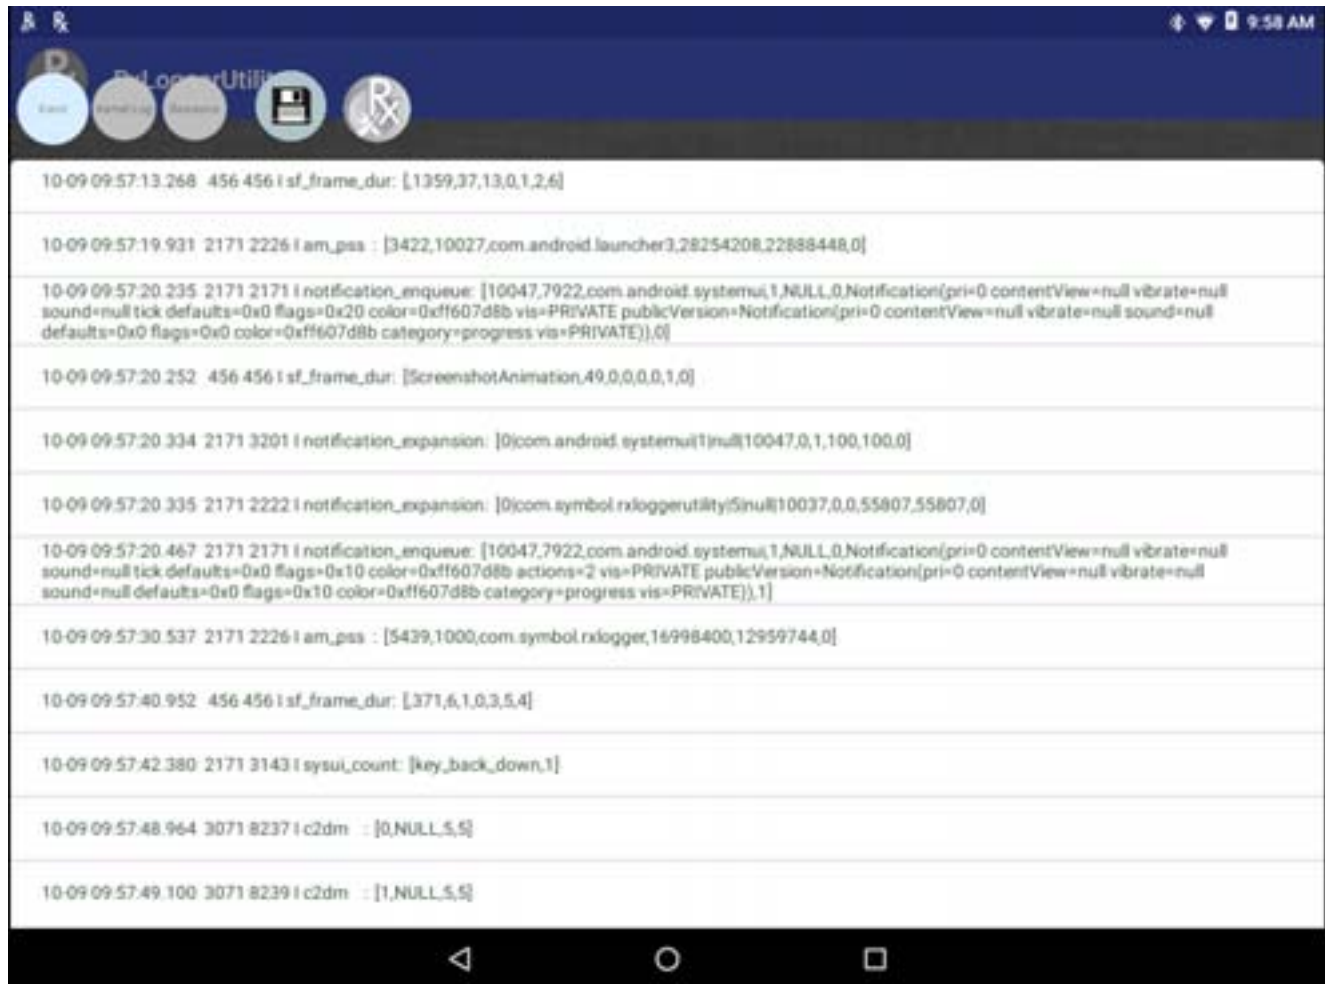 9:58 AM
RxLoggerUtility
Event Kernel Log Resource
10-09 09:57:13.268 456 456 I sf_frame_dur: [,1359,37,13,0,1,2,6]
10-09 09:57:19.931 2171 2226 I am_pss : [3422,10027,com.android.launcher3,28254208,22888448,0]
10-09 09:57:20.235 2171 2171 I notification_enqueue: [10047,7922,com.android.systemui,1,NULL,0,Notification(pri=0 contentView=null vibrate=null
sound=null tick defaults=0x0 flags=0x20 color=0xff607d8b vis=PRIVATE publicVersion=Notification(pri=0 contentView=null vibrate=null sound=null
defaults=0x0 flags=0x0 color=0xff607d8b category=progress vis=PRIVATE)),0]
10-09 09:57:20.252 456 456 I sf_frame_dur: [ScreenshotAnimation,49,0,0,0,0,1,0]
10-09 09:57:20.334 2171 3201 I notification_expansion: [0|com.android.systemui|1|null|10047,0,1,100,100,0]
10-09 09:57:20.335 2171 2222 I notification_expansion: [0|com.symbol.rxloggerutility|5|null|10037,0,0,55807,55807,0]
10-09 09:57:20.467 2171 2171 I notification_enqueue: [10047,7922,com.android.systemui,1,NULL,0,Notification(pri=0 contentView=null vibrate=null
sound=null tick defaults=0x0 flags=0x10 color=0xff607d8b actions=2 vis=PRIVATE publicVersion=Notification(pri=0 contentView=null vibrate=null
sound=null defaults=0x0 flags=0x10 color=0xff607d8b category=progress vis=PRIVATE)),1]
10-09 09:57:30.537 2171 2226 I am_pss : [5439,1000,com.symbol.rxlogger,16998400,12959744,0]
10-09 09:57:40.952 456 456 I sf_frame_dur: [,371,6,1,0,3,5,4]
10-09 09:57:42.380 2171 3143 I sysui_count: [key_back_down,1]
10-09 09:57:48.964 3071 8237 I c2dm : [0,NULL,5,5]
10-09 09:57:49.100 3071 8239 I c2dm : [1,NULL,5,5]